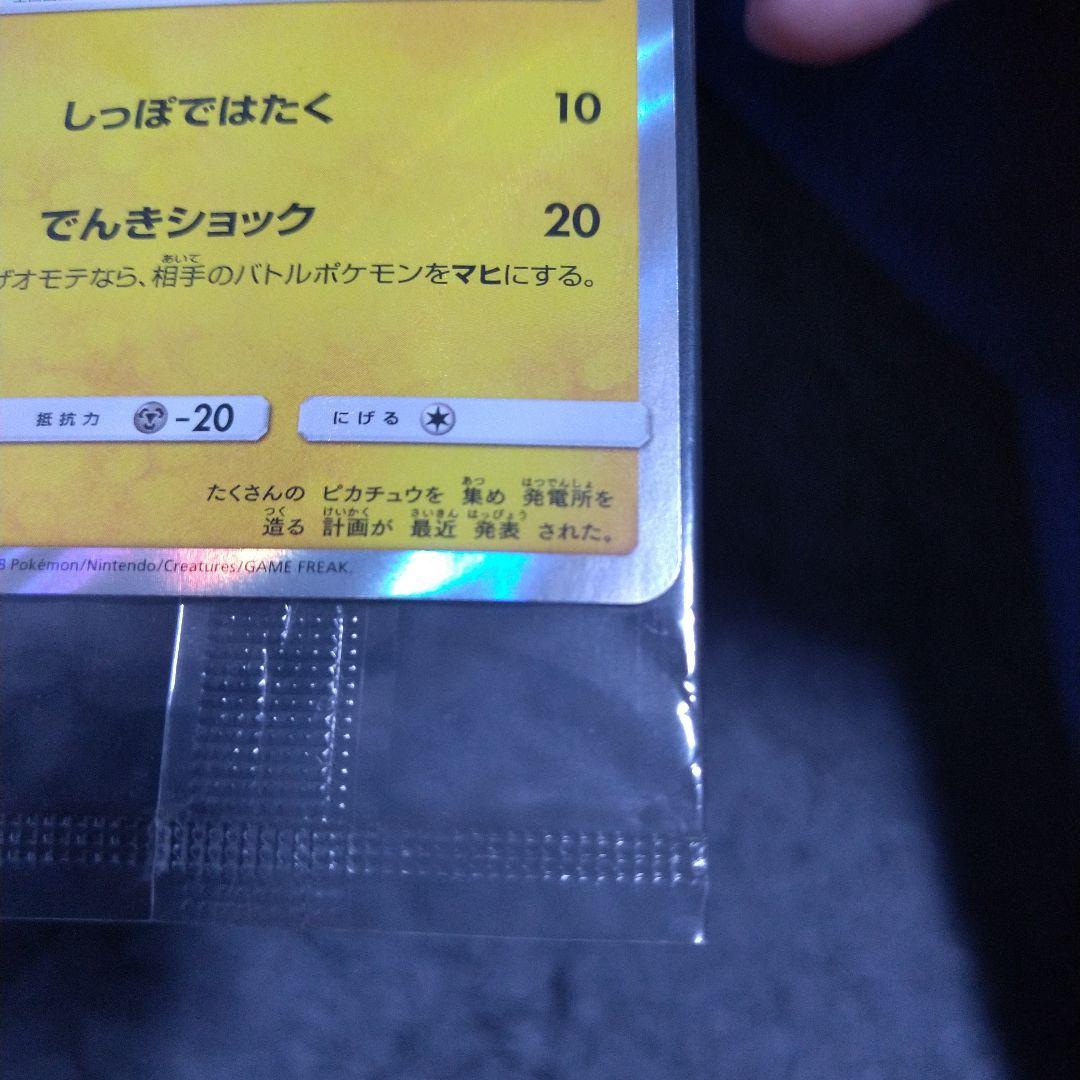 しっぽではたく 10
でんきショック 20
オモテなら、相手のバトルポケモンをマヒにする。
抵抗力 -20 にげる
たくさんの ピカチュウを 集め 発電所を
造る 計画が 最近 発表 された。
8 Pokémon/Nintendo/Creatures/GAME FREAK.